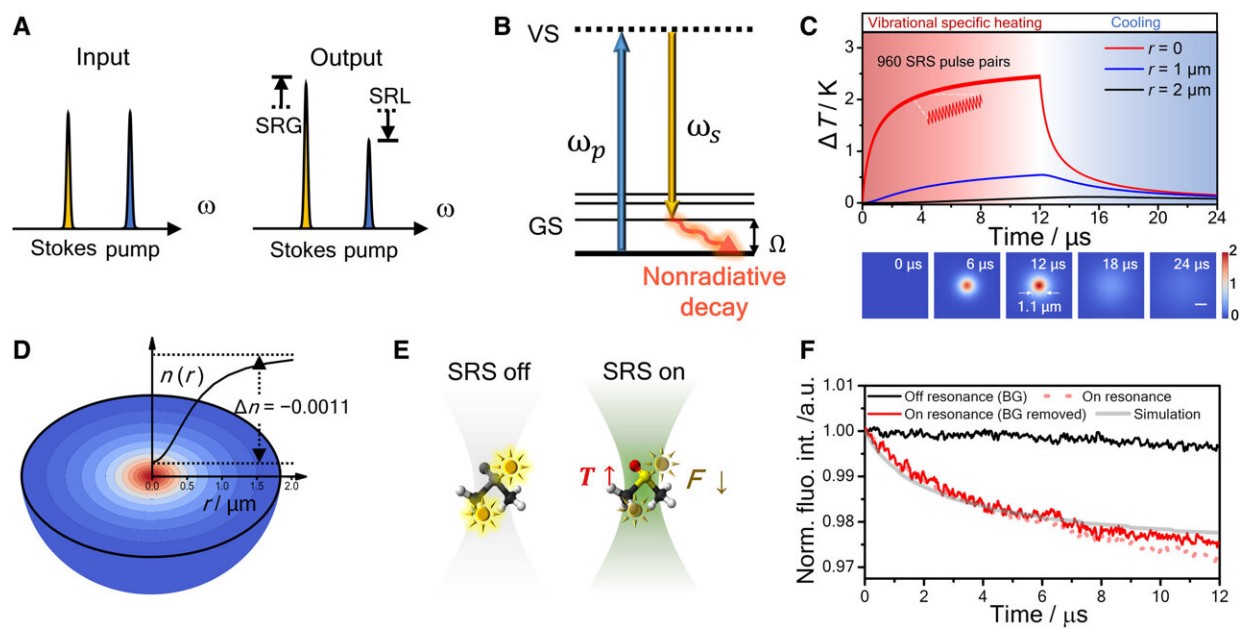 A
Input
Output
SRG
SRL
ω
ω
Stokes pump
Stokes pump
B
VS
ωp
ωs
GS
Ω
Nonradiative
decay
C
Vibrational specific heating
Cooling
960 SRS pulse pairs
r = 0
r = 1 μm
r = 2 μm
ΔT / K
3
2
1
0
0 4 8 12 16 20 24
Time / μs
0 μs
6 μs
12 μs
18 μs
24 μs
1.1 μm
2
1
0
D
n (r)
Δn = −0.0011
0.0 0.5 1.0 1.5 2.0
r / μm
E
SRS off
SRS on
T ↑
F ↓
F
Norm. fluo. int. /a.u.
1.01
1.00
0.99
0.98
0.97
Off resonance (BG)
On resonance
On resonance (BG removed)
Simulation
0 2 4 6 8 10 12
Time / μs